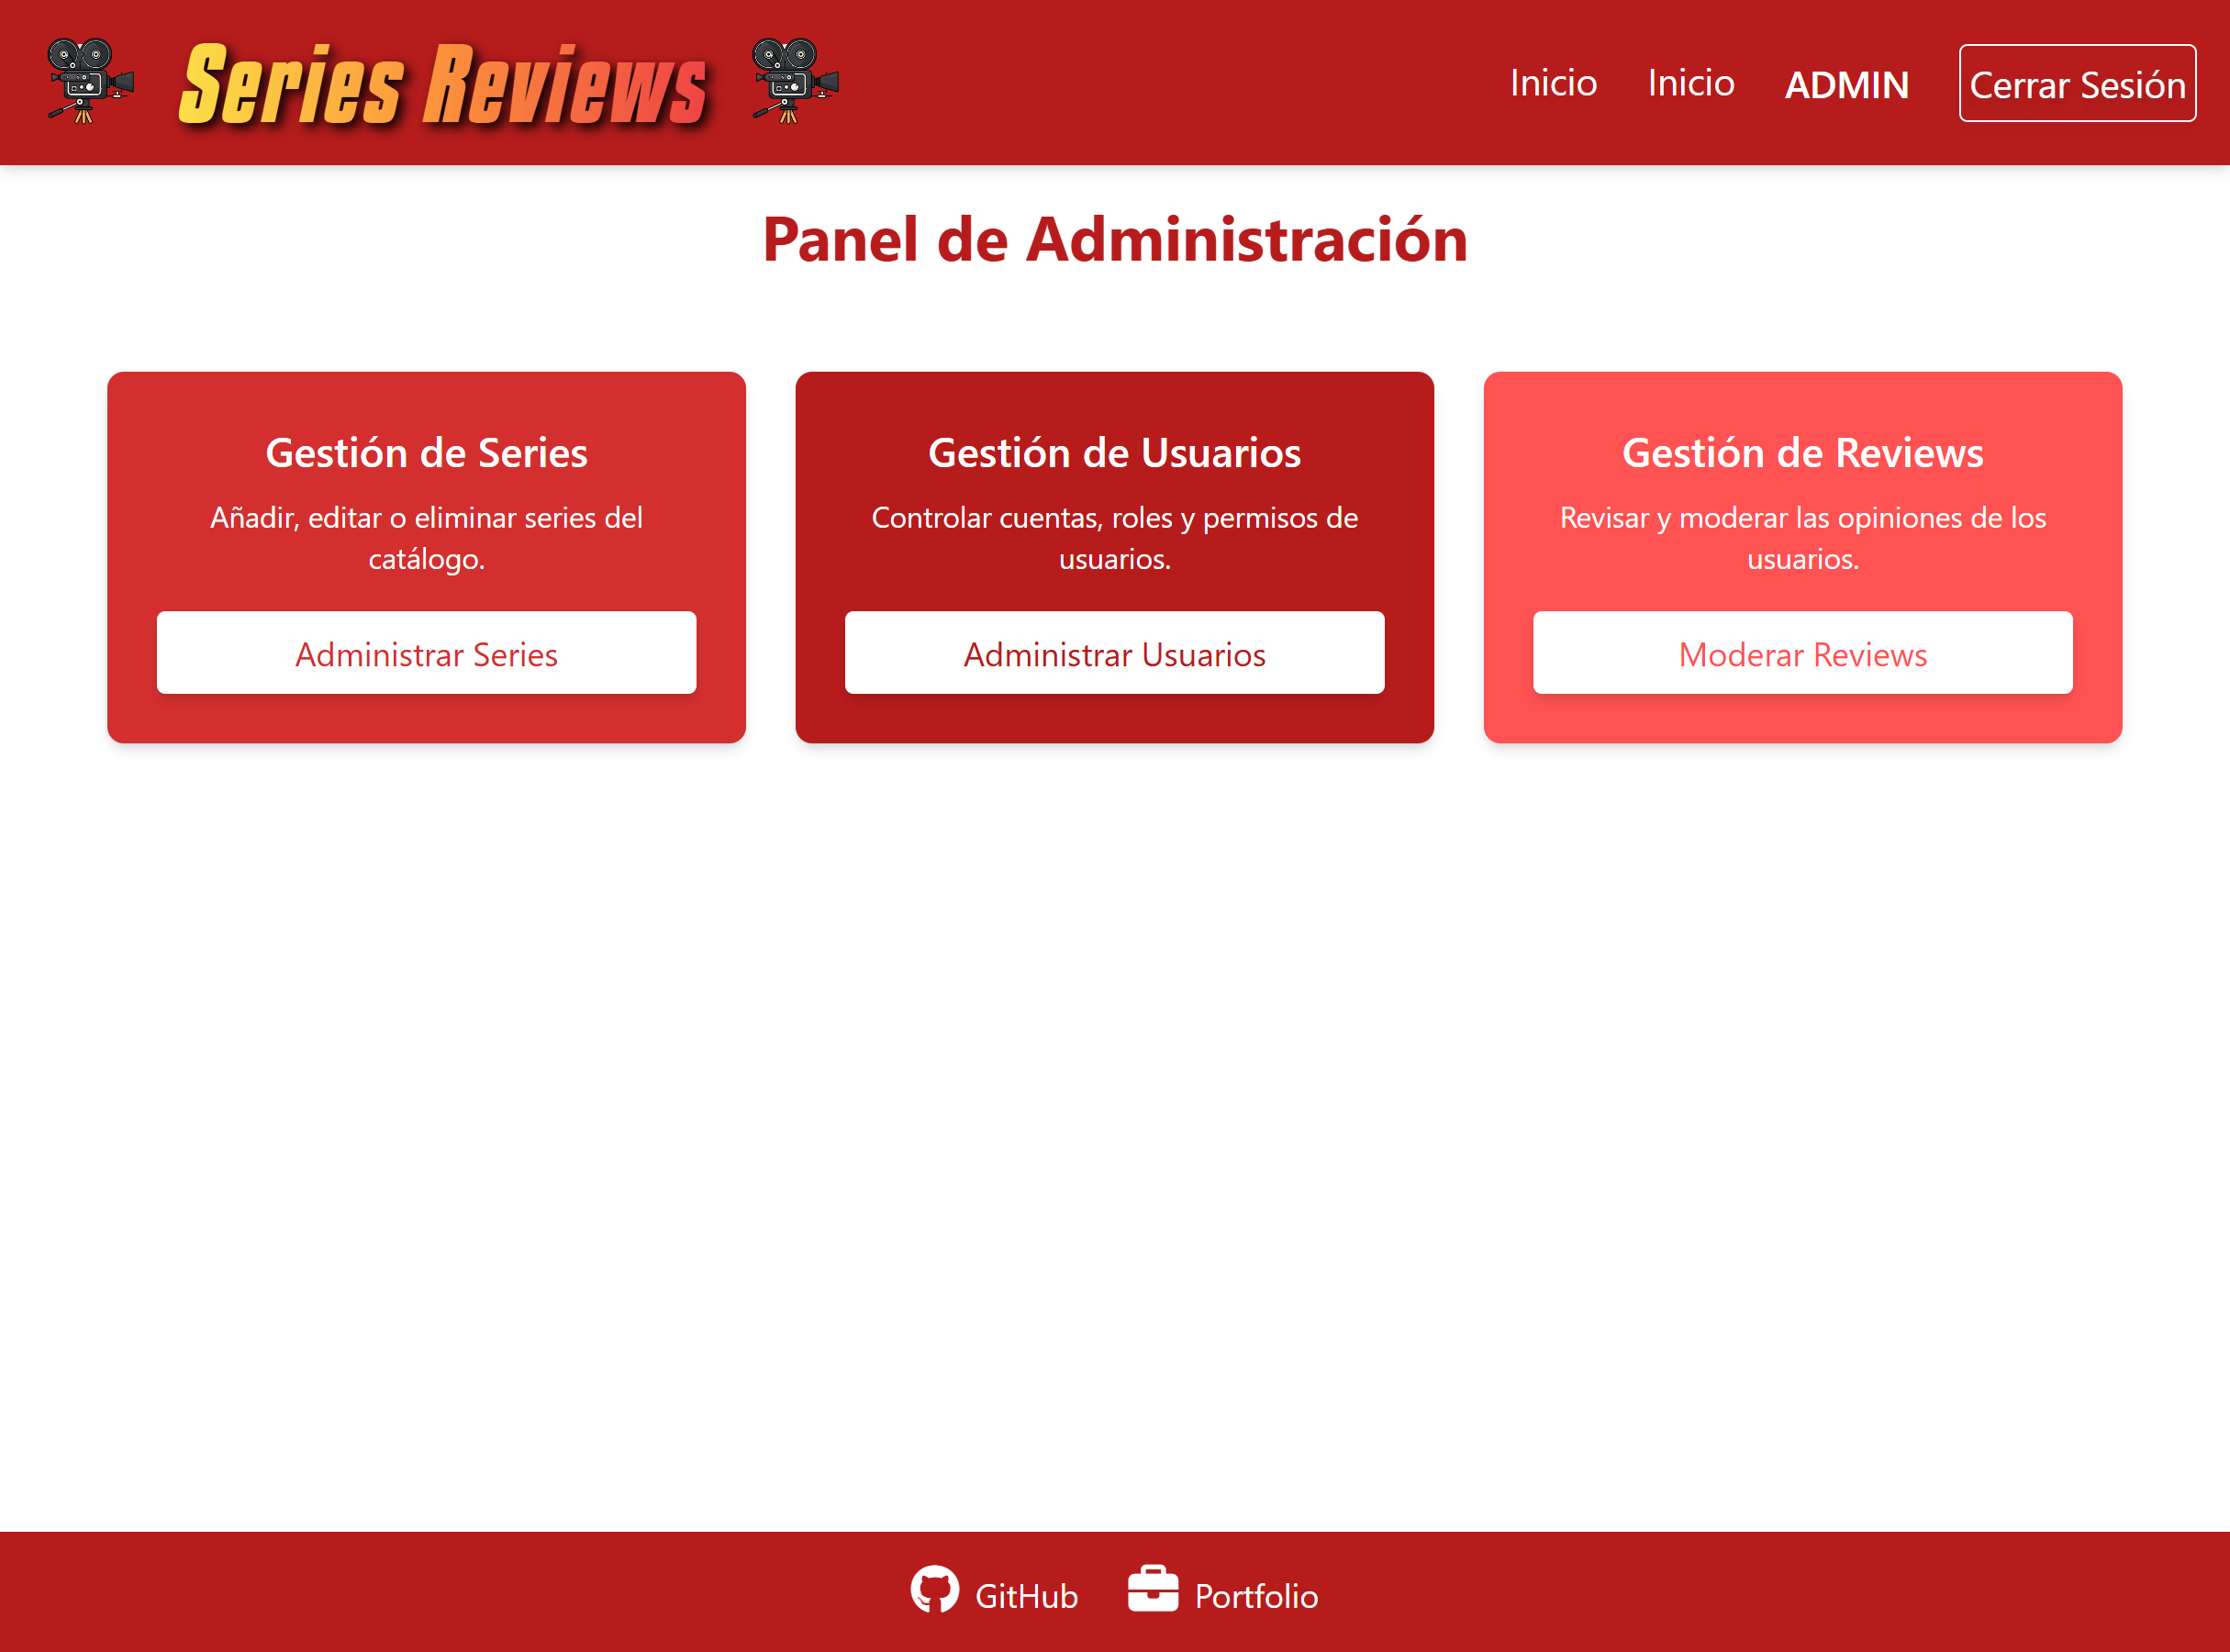 Series Reviews
Inicio
Inicio
ADMIN
Cerrar Sesión
Panel de Administración
Gestión de Series
Añadir, editar o eliminar series del
catálogo.
Administrar Series
Gestión de Usuarios
Controlar cuentas, roles y permisos de
usuarios.
Administrar Usuarios
Gestión de Reviews
Revisar y moderar las opiniones de los
usuarios.
Moderar Reviews
GitHub
Portfolio